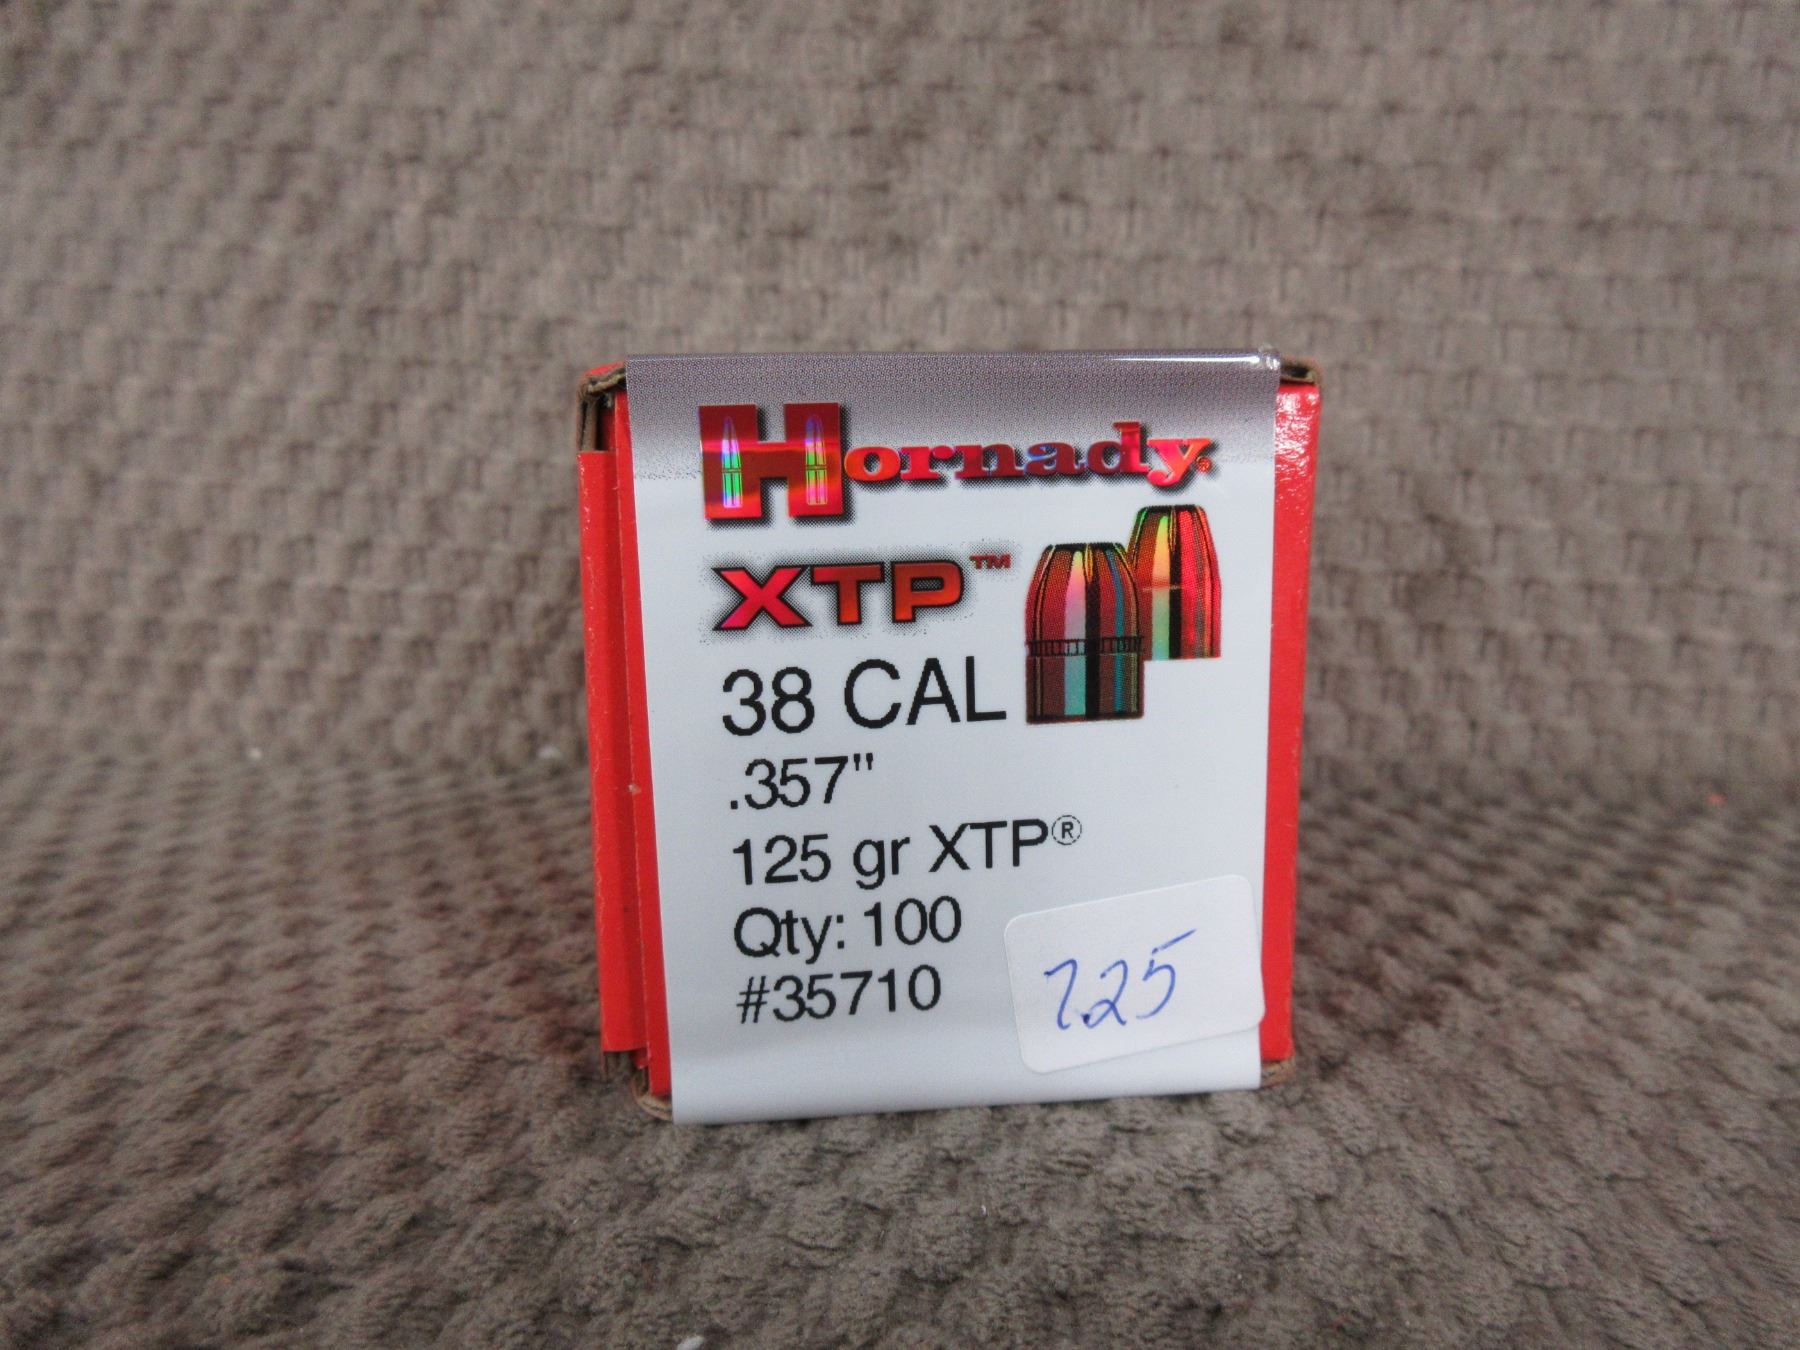 Hornady®
XTP™
38 CAL
.357"
125 gr XTP®
Qty: 100
#35710
7.25